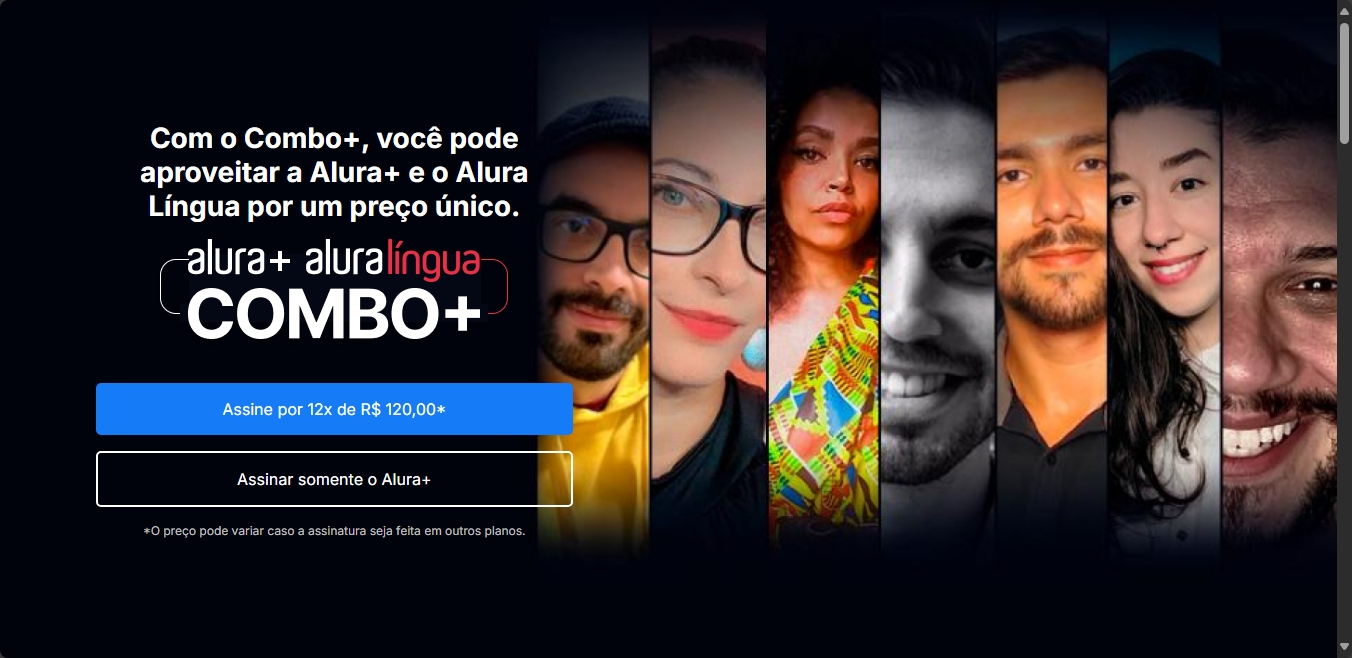 Com o Combo+, você pode
aproveitar a Alura+ e o Alura
Língua por um preço único.
alura+ aluralíngua
COMBO+
Assine por 12x de R$ 120,00*
Assinar somente o Alura+
*O preço pode variar caso a assinatura seja feita em outros planos.